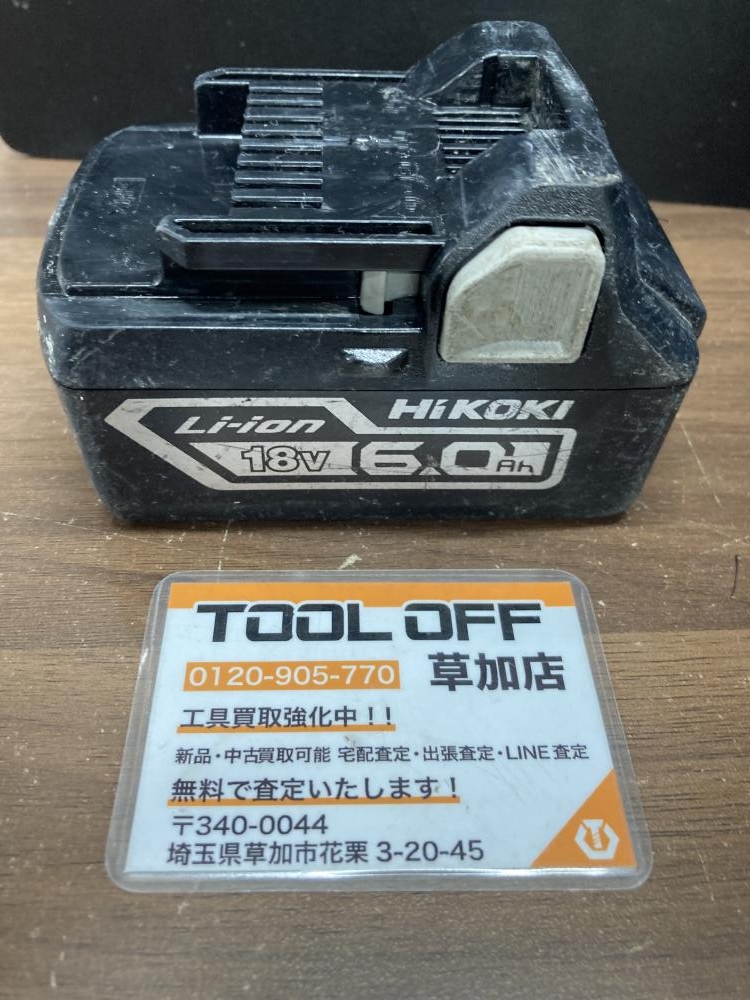 Li-ion HiKOKI
18V 6.0Ah
TOOL OFF
0120-905-770 草加店
工具買取強化中!!
新品・中古買取可能 宅配査定・出張査定・LINE査定
無料で査定いたします!
〒340-0044
埼玉県草加市花栗3-20-45